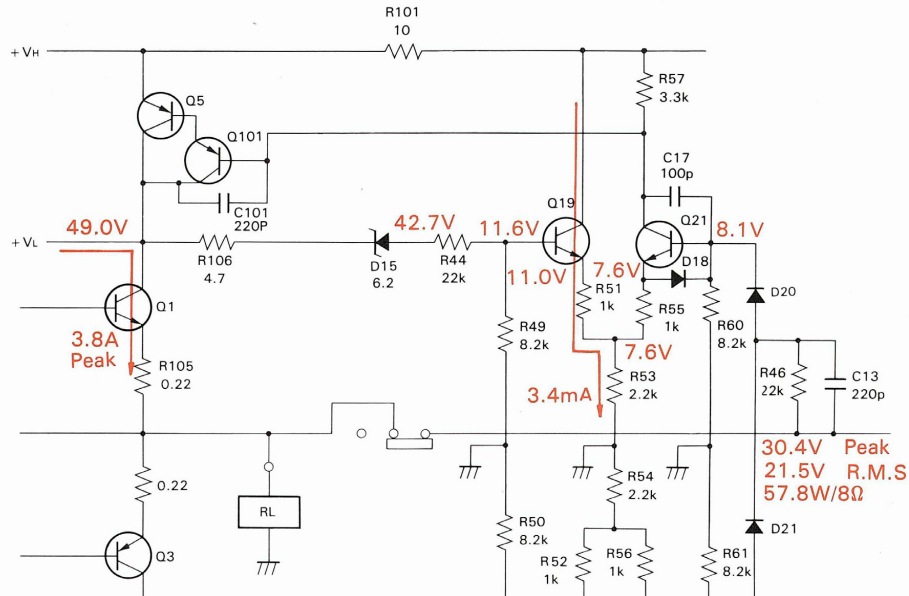 R101
10
+VH
R57
3.3k
Q5
Q101
C17
100p
C101
220P
Q19
Q21
49.0V
42.7V
11.6V
8.1V
+VL
R106
4.7
D15
6.2
R44
22k
11.0V
7.6V
D18
R51
1k
R55
1k
R60
8.2k
D20
Q1
3.8A
Peak
R49
8.2k
7.6V
R105
0.22
R53
2.2k
3.4mA
R46
22k
C13
220p
30.4V Peak
21.5V R.M.S
57.8W/8Ω
0.22
RL
R54
2.2k
R50
8.2k
D21
Q3
R52
1k
R56
1k
R61
8.2k